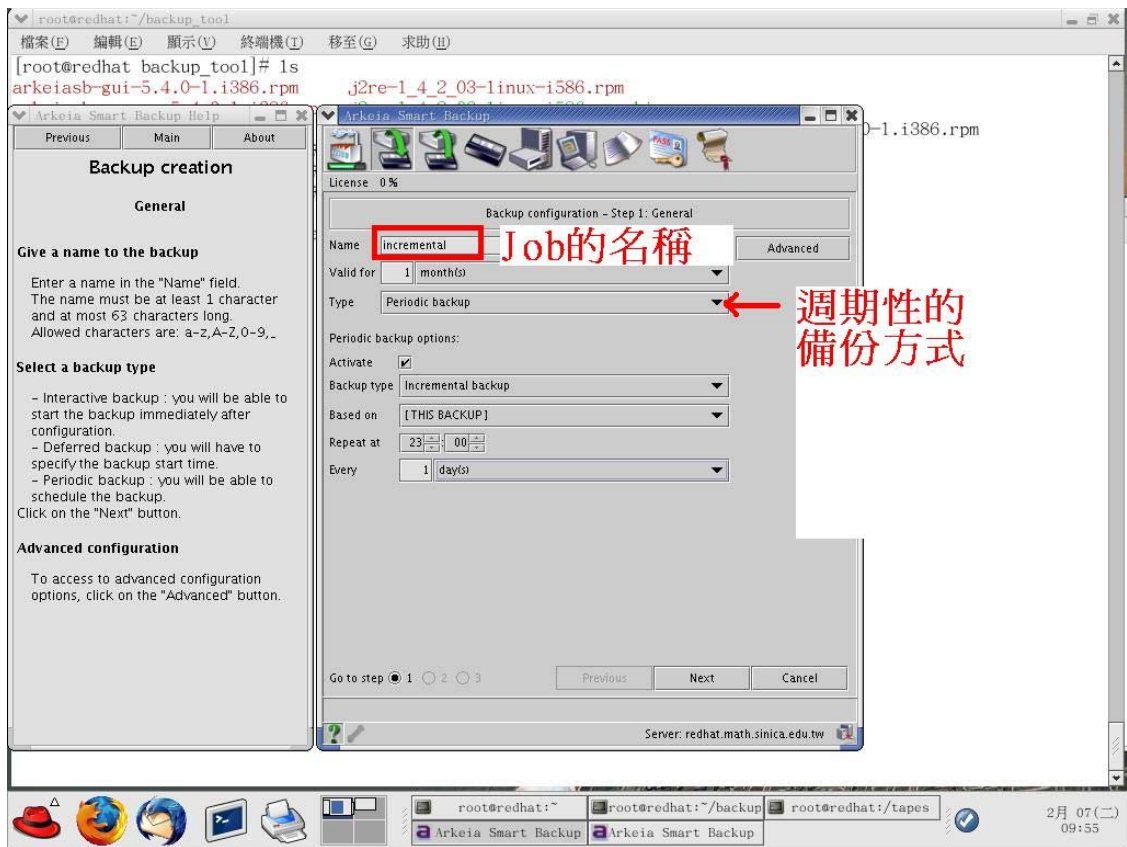 root@redhat:~/backup_tool
檔案(F) 編輯(E) 顯示(V) 終端機(T) 移至(G) 求助(H)
[root@redhat backup_tool]# ls
arkeiasb-gui-5.4.0-1.i386.rpm j2re-1_4_2_03-linux-i586.rpm
0-1.i386.rpm
Arkeia Smart Backup Help
Previous Main About
Backup creation
General
Give a name to the backup
Enter a name in the "Name" field.
The name must be at least 1 character
and at most 63 characters long.
Allowed characters are: a-z,A-Z,0-9,_
Select a backup type
- Interactive backup : you will be able to
start the backup immediately after
configuration.
- Deferred backup : you will have to
specify the backup start time.
- Periodic backup : you will be able to
schedule the backup.
Click on the "Next" button.
Advanced configuration
To access to advanced configuration
options, click on the "Advanced" button.
Arkeia Smart Backup
PASS
License 0 %
Backup configuration - Step 1: General
Name incremental Job的名稱 Advanced
Valid for 1 month(s)
Type Periodic backup
週期性的
備份方式
Periodic backup options:
Activate
Backup type Incremental backup
Based on [THIS BACKUP]
Repeat at 23 : 00
Every 1 day(s)
Go to step 1 2 3 Previous Next Cancel
Server: redhat.math.sinica.edu.tw
root@redhat:~ root@redhat:~/backup root@redhat:/tapes
Arkeia Smart Backup Arkeia Smart Backup
2月 07(二)
09:55